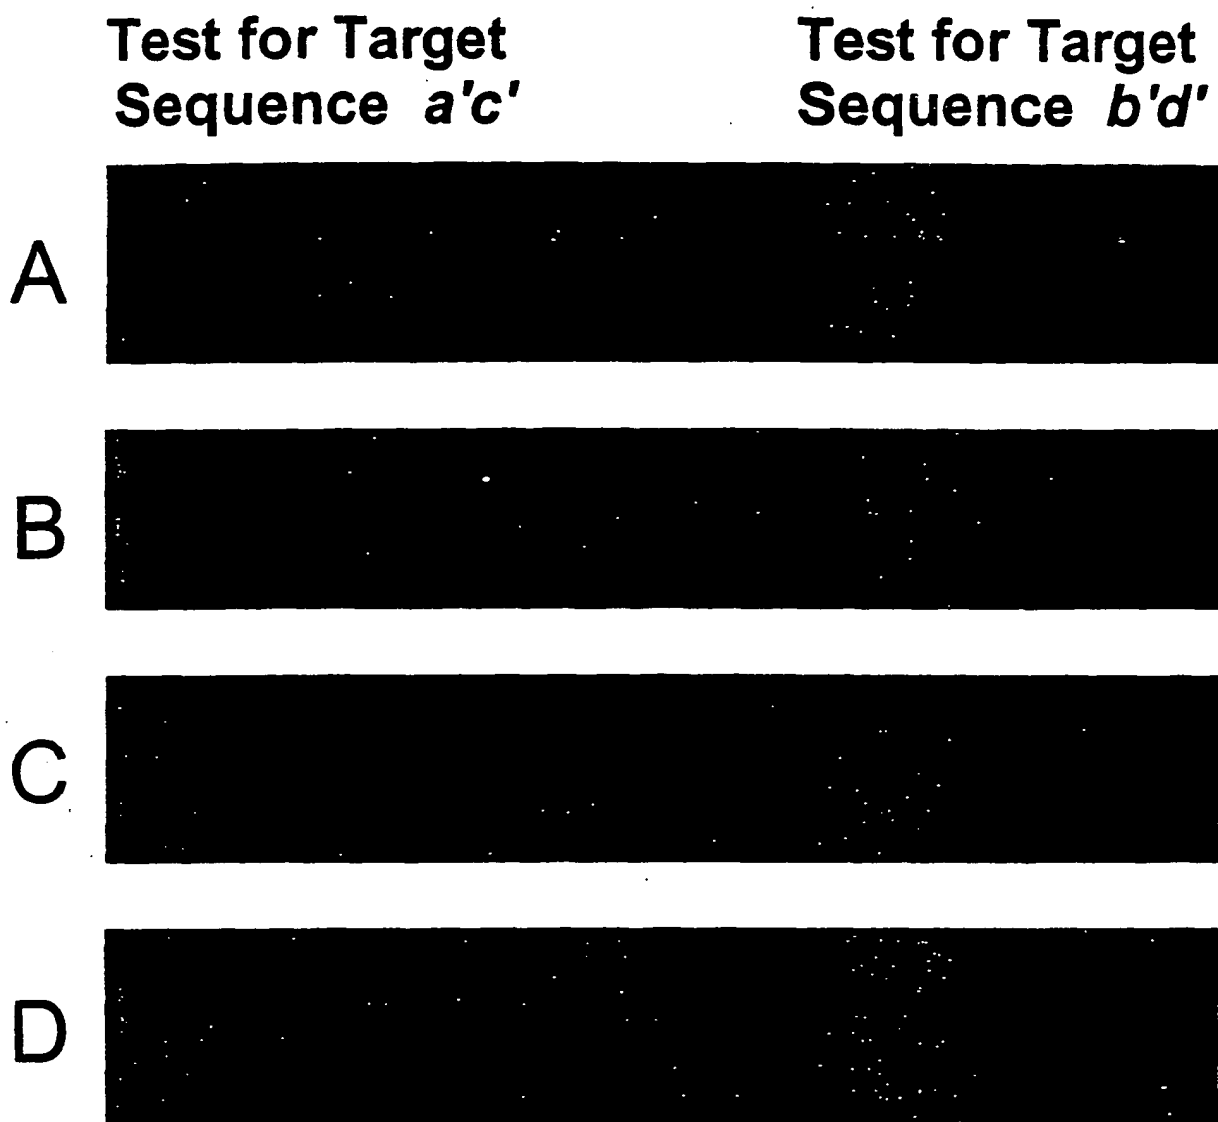 Test for Target
Sequence a'c'
Test for Target
Sequence b'd'
A
B
C
D